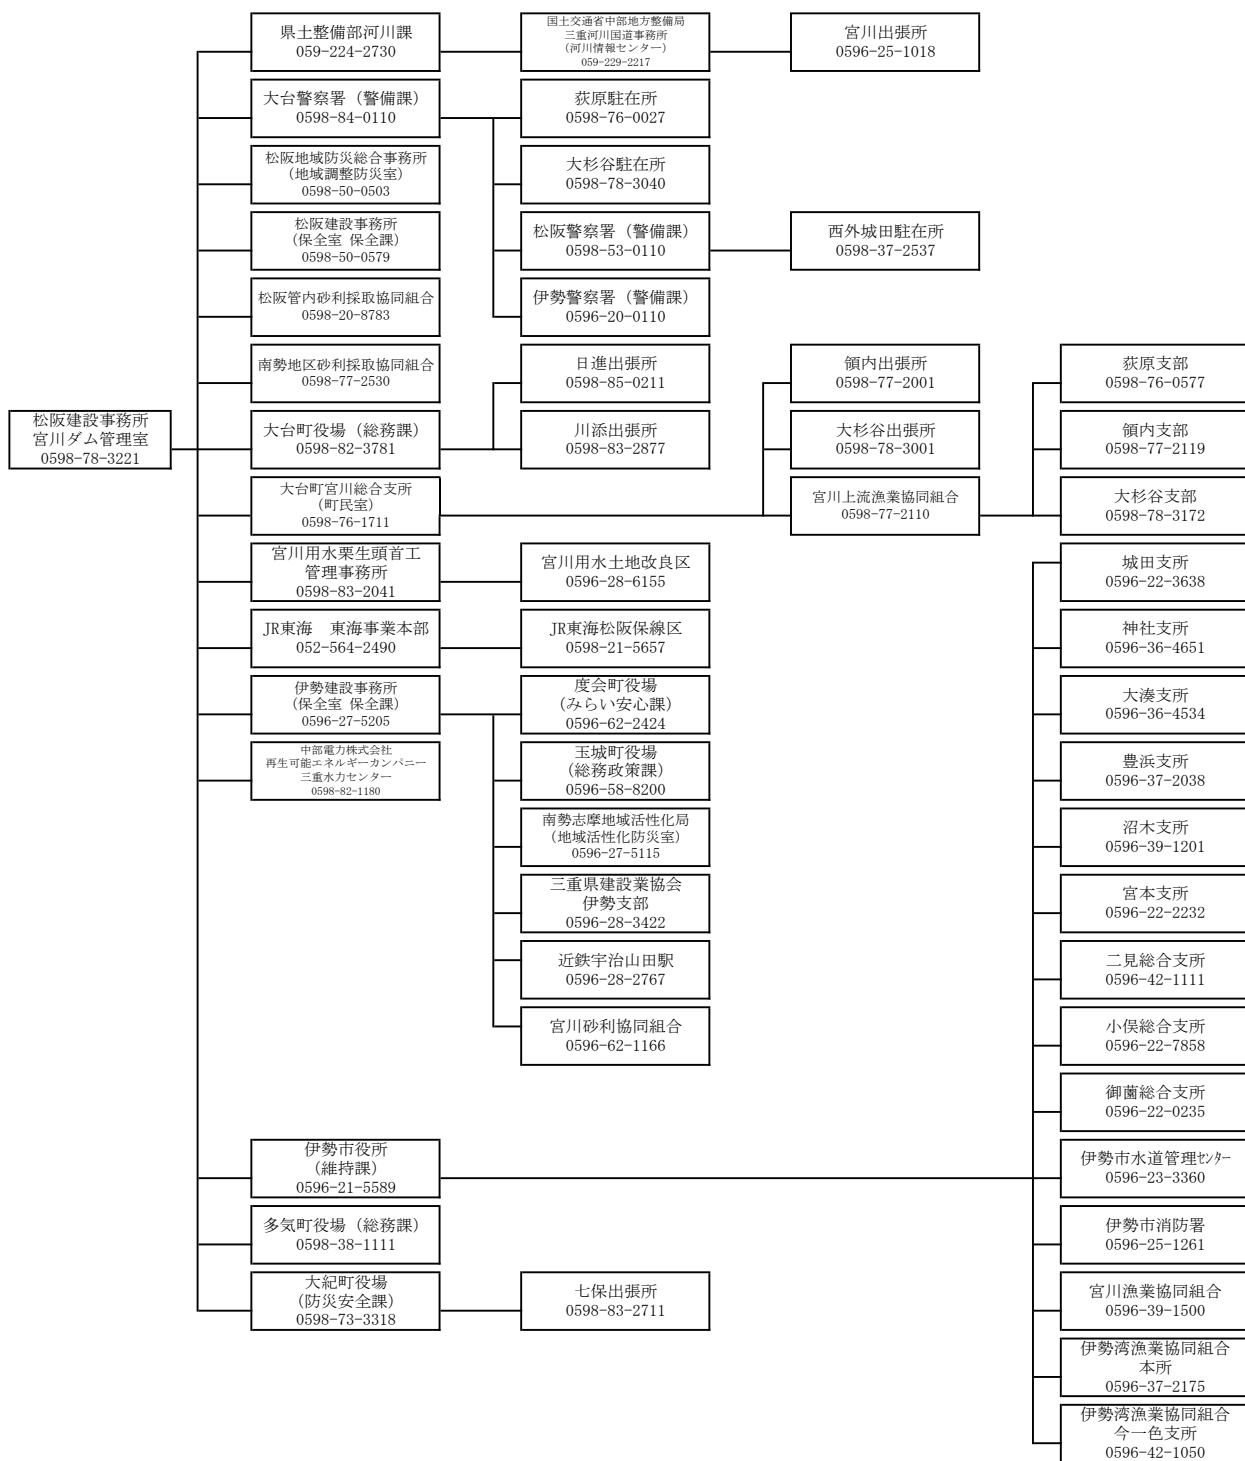 県土整備部河川課
059-224-2730
国土交通省中部地方整備局
三重河川国道事務所
(河川情報センター)
059-229-2217
宮川出張所
0596-25-1018
大台警察署（警備課）
0598-84-0110
荻原駐在所
0598-76-0027
松阪地域防災総合事務所
（地域調整防災室）
0598-50-0503
大杉谷駐在所
0598-78-3040
松阪建設事務所
(保全室 保全課)
0598-50-0579
松阪警察署（警備課）
0598-53-0110
西外城田駐在所
0598-37-2537
松阪管内砂利採取協同組合
0598-20-8783
伊勢警察署（警備課）
0596-20-0110
南勢地区砂利採取協同組合
0598-77-2530
日進出張所
0598-85-0211
領内出張所
0598-77-2001
荻原支部
0598-76-0577
松阪建設事務所
宮川ダム管理室
0598-78-3221
大台町役場（総務課）
0598-82-3781
川添出張所
0598-83-2877
大杉谷出張所
0598-78-3001
領内支部
0598-77-2119
大台町宮川総合支所
(町民室)
0598-76-1711
宮川上流漁業協同組合
0598-77-2110
大杉谷支部
0598-78-3172
宮川用水粟生頭首工
管理事務所
0598-83-2041
宮川用水土地改良区
0596-28-6155
城田支所
0596-22-3638
JR東海　東海事業本部
052-564-2490
JR東海松阪保線区
0598-21-5657
神社支所
0596-36-4651
伊勢建設事務所
(保全室 保全課)
0596-27-5205
度会町役場
(みらい安心課)
0596-62-2424
大湊支所
0596-36-4534
中部電力株式会社
再生可能エネルギーカンパニー
三重水力センター
0598-82-1180
玉城町役場
(総務政策課)
0596-58-8200
豊浜支所
0596-37-2038
南勢志摩地域活性化局
（地域活性化防災室）
0596-27-5115
沼木支所
0596-39-1201
三重県建設業協会
伊勢支部
0596-28-3422
宮本支所
0596-22-2232
近鉄宇治山田駅
0596-28-2767
二見総合支所
0596-42-1111
宮川砂利協同組合
0596-62-1166
小俣総合支所
0596-22-7858
御薗総合支所
0596-22-0235
伊勢市役所
(維持課)
0596-21-5589
伊勢市水道管理ｾﾝﾀｰ
0596-23-3360
多気町役場（総務課）
0598-38-1111
伊勢市消防署
0596-25-1261
大紀町役場
(防災安全課)
0598-73-3318
七保出張所
0598-83-2711
宮川漁業協同組合
0596-39-1500
伊勢湾漁業協同組合
本所
0596-37-2175
伊勢湾漁業協同組合
今一色支所
0596-42-1050